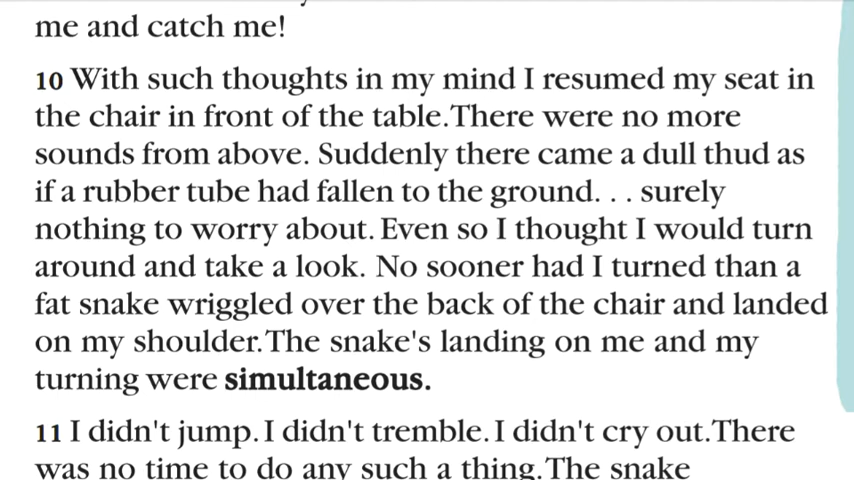 me and catch me!
10 With such thoughts in my mind I resumed my seat in
the chair in front of the table.There were no more
sounds from above. Suddenly there came a dull thud as
if a rubber tube had fallen to the ground. . . surely
nothing to worry about. Even so I thought I would turn
around and take a look. No sooner had I turned than a
fat snake wriggled over the back of the chair and landed
on my shoulder.The snake's landing on me and my
turning were simultaneous.
11 I didn't jump. I didn't tremble. I didn't cry out.There
was no time to do any such a thing.The snake